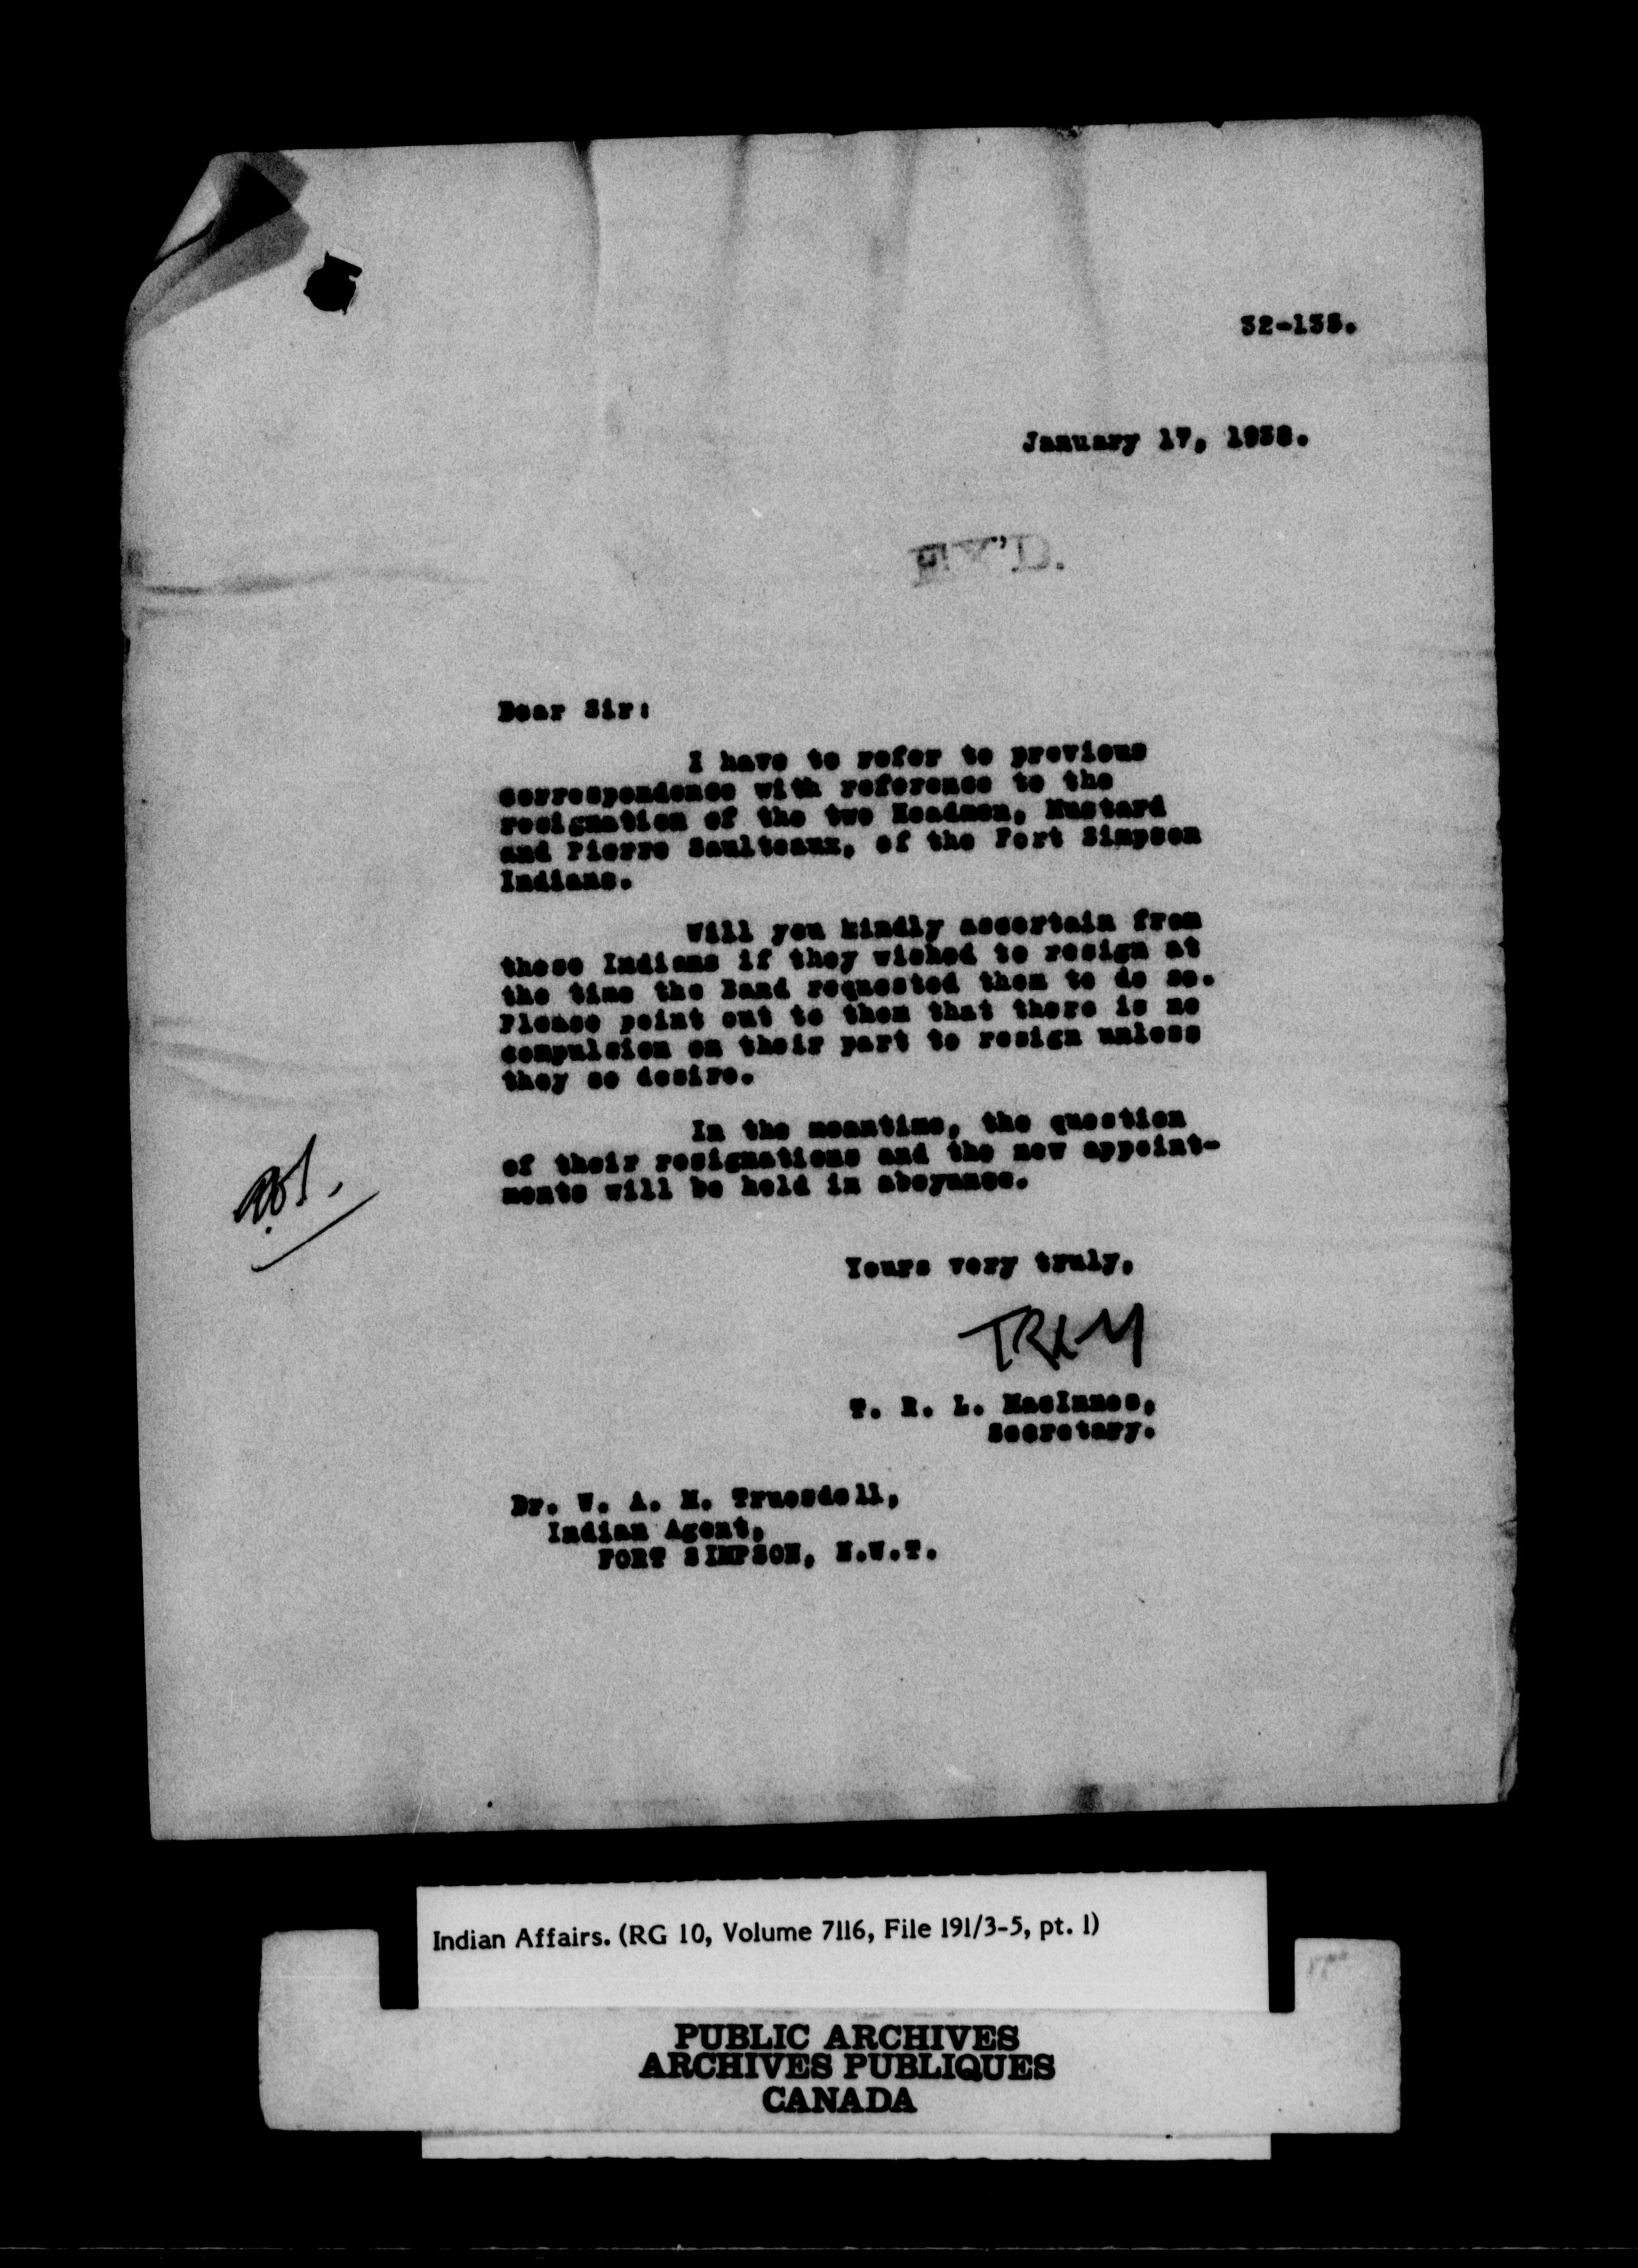 32-135.
January 17, 1938.
EX'D.
Dear Sir:
I have to refer to previous
correspondence with reference to the
resignation of the two Headmen, Mustard
and Pierre Saulteaux, of the Fort Simpson
Indians.
Will you kindly ascertain from
these Indians if they wished to resign at
the time the Band requested them to do so.
Please point out to them that there is no
compulsion on their part to resign unless
they so desire.
In the meantime, the question
of their resignations and the new appoint-
ments will be held in abeyance.
Yours very truly,
TRLM
T. R. L. MacInnes,
Secretary.
Dr. W. A. M. Truesdell,
Indian Agent,
FORT SIMPSON, N.W.T.
Indian Affairs. (RG 10, Volume 7116, File 191/3-5, pt. 1)
PUBLIC ARCHIVES
ARCHIVES PUBLIQUES
CANADA